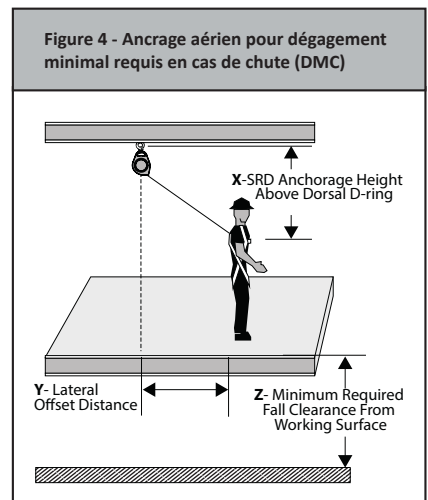 Figure 4 - Ancrage aérien pour dégagement
minimal requis en cas de chute (DMC)
X-SRD Anchorage Height
Above Dorsal D-ring
Y- Lateral
Offset Distance
Z- Minimum Required
Fall Clearance From
Working Surface